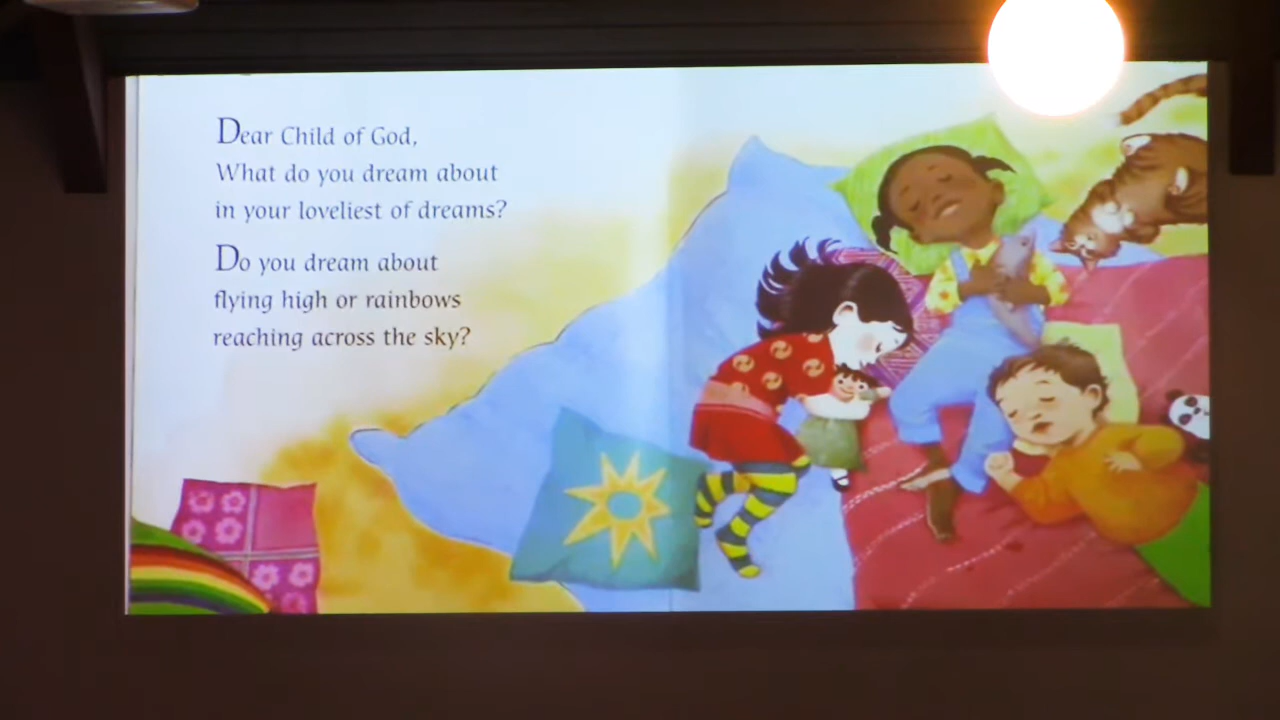 Dear Child of God,
What do you dream about
in your loveliest of dreams?
Do you dream about
flying high or rainbows
reaching across the sky?